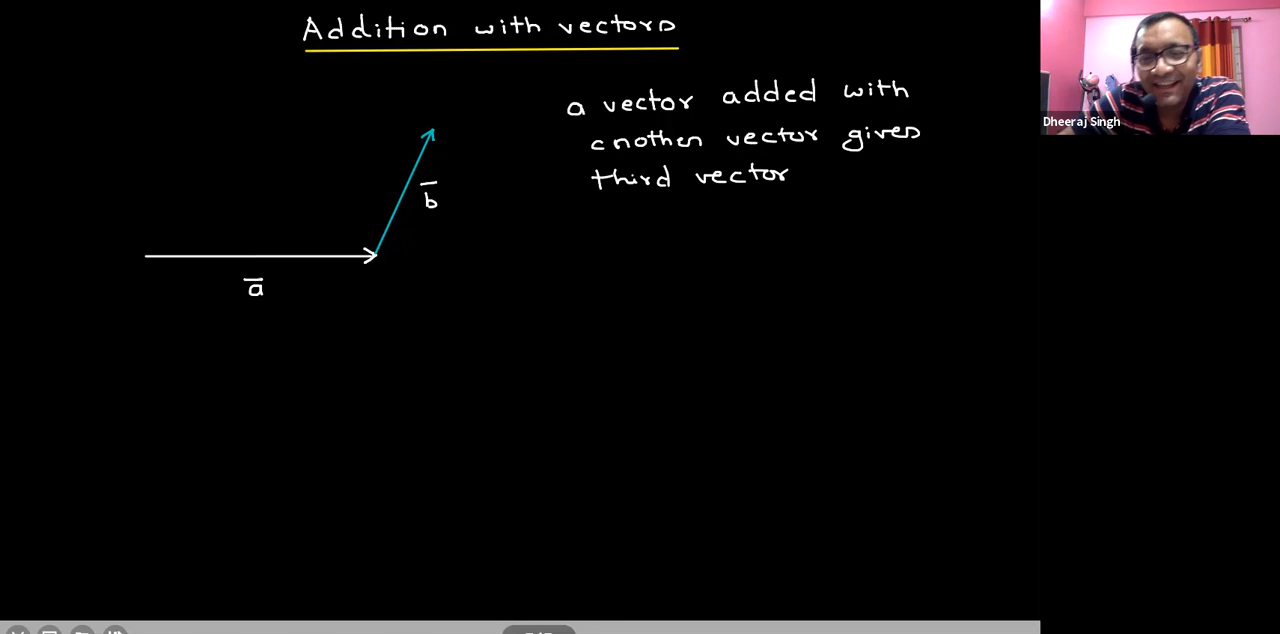 Addition with vectors
a vector added with
another vector gives
third vector
b
a
Dheeraj Singh